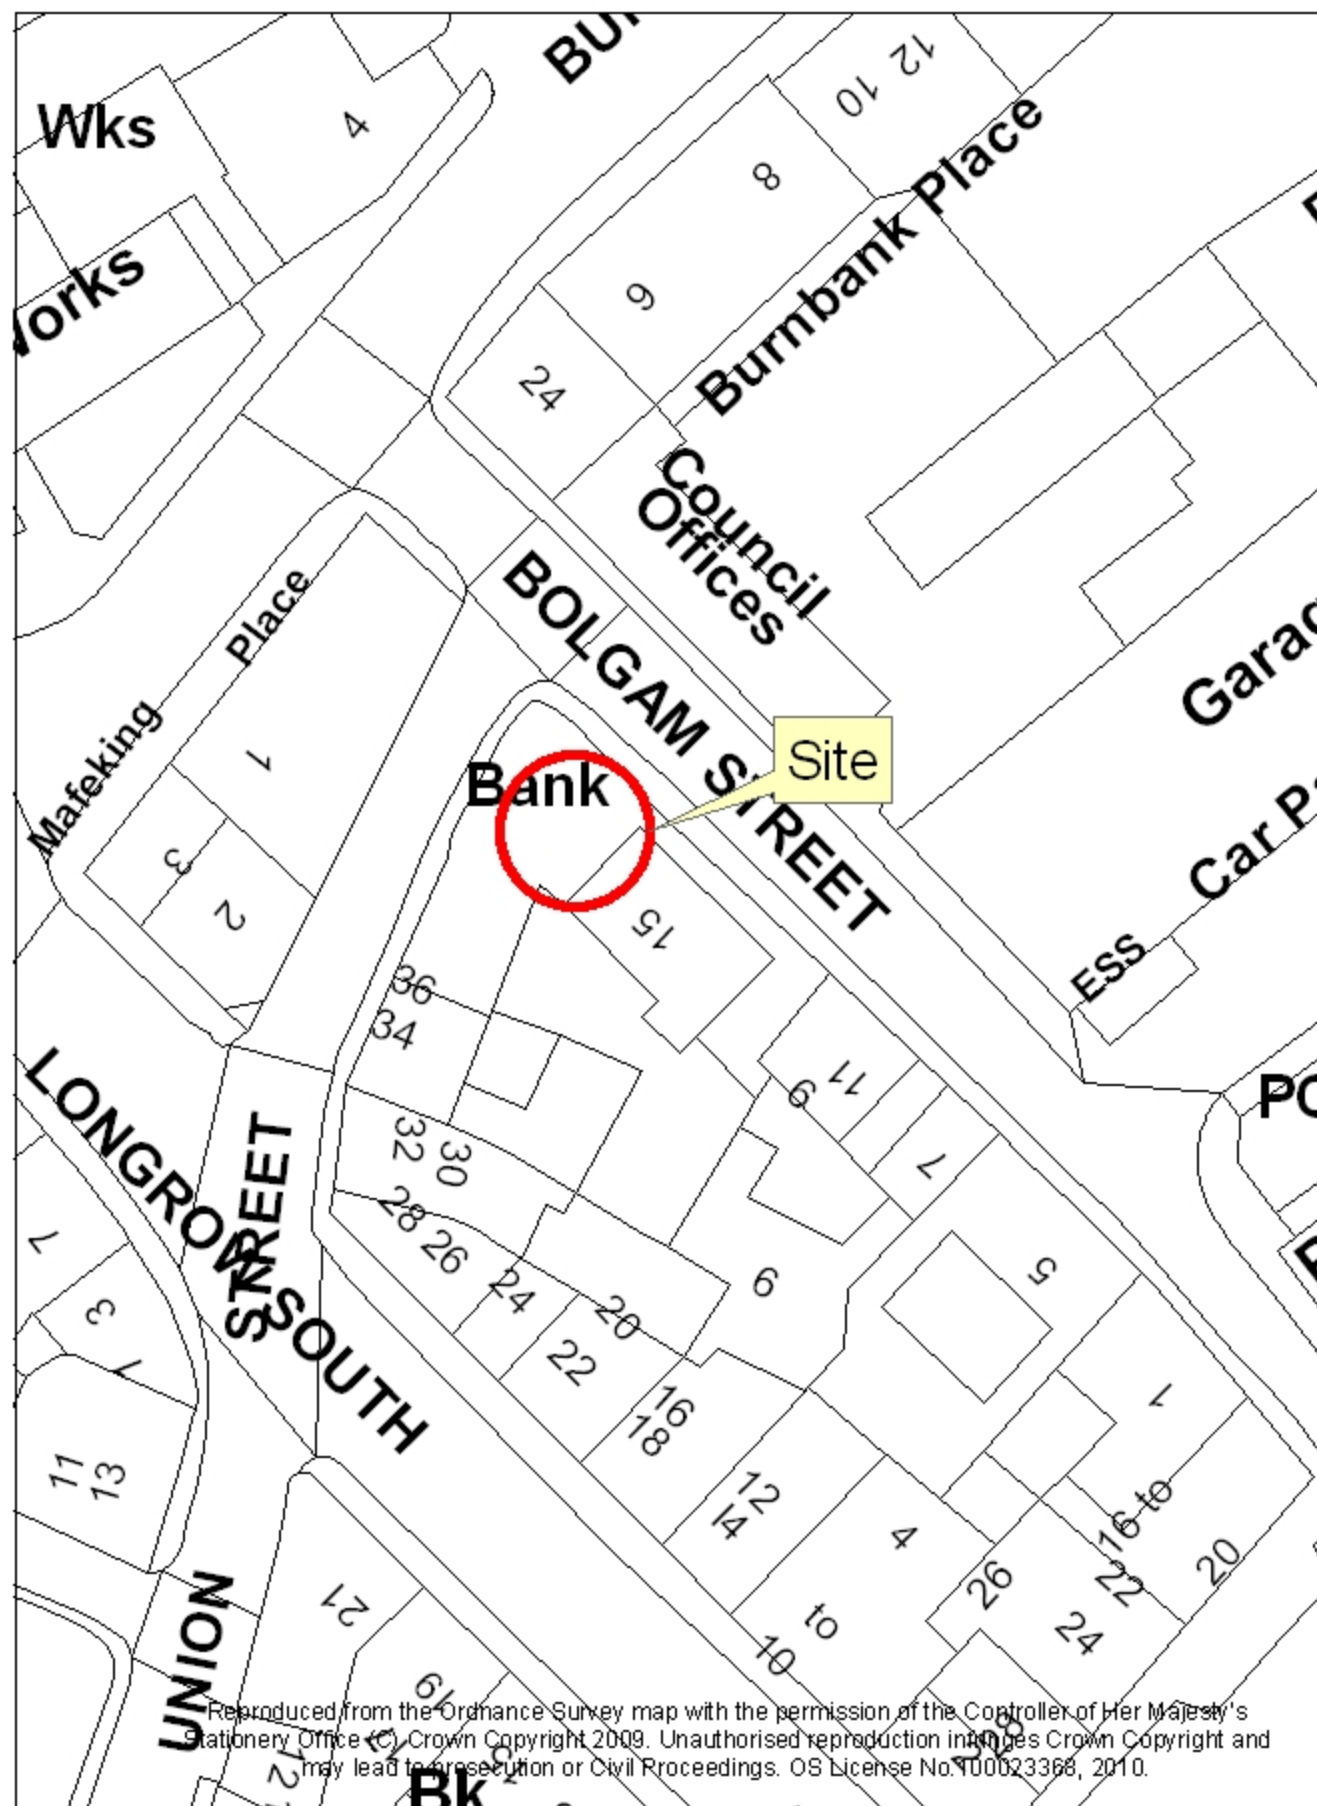 Wks
4
12
10
8
6
24
Burnbank Place
Council
Offices
BOLGAM STREET
Mafeking Place
1
3
2
Bank
Site
15
ESS
36
34
LONGROW SOUTH
UNION STREET
32
30
28
26
24
20
22
16
18
12
14
11
9
7
9
5
1
7
3
1
11
13
4
to
10
16 to
20
22
24
26
21
19
Bk
Reproduced from the Ordnance Survey map with the permission of the Controller of Her Majesty's
Stationery Office (C) Crown Copyright 2009. Unauthorised reproduction infringes Crown Copyright and
may lead to prosecution or Civil Proceedings. OS License No.100023368, 2010.